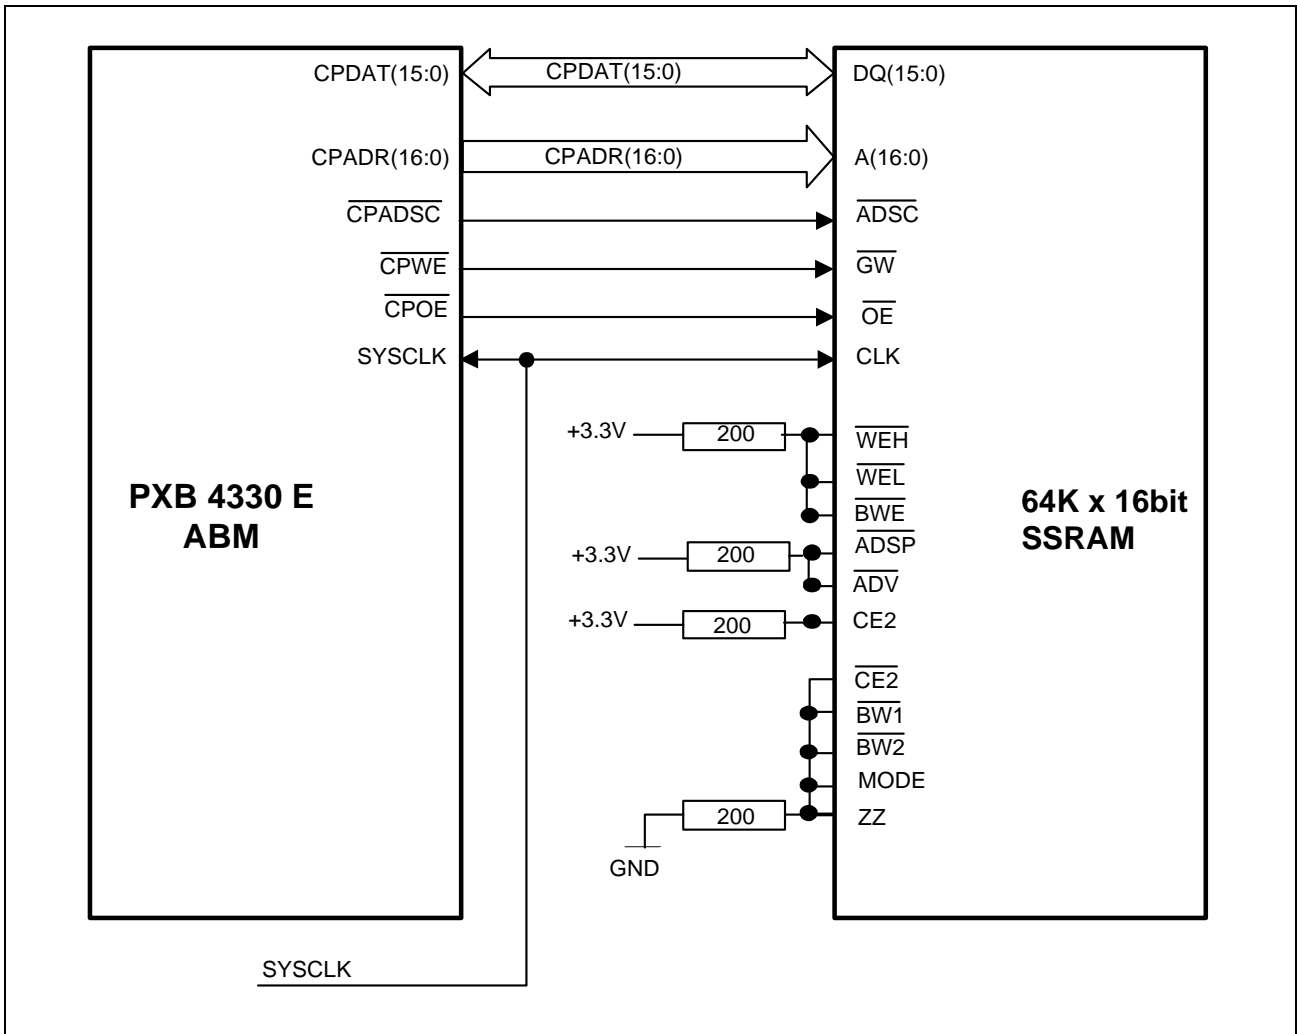 CPDAT(15:0) CPDAT(15:0) DQ(15:0)
CPADR(16:0) CPADR(16:0) A(16:0)
CPADSC ADSC
CPWE GW
CPOE OE
SYSCLK CLK
+3.3V 200 WEH
WEL
BWE
+3.3V 200 ADSP
ADV
+3.3V 200 CE2
PXB 4330 E
ABM
64K x 16bit
SSRAM
CE2
BW1
BW2
MODE
200 ZZ
GND
SYSCLK